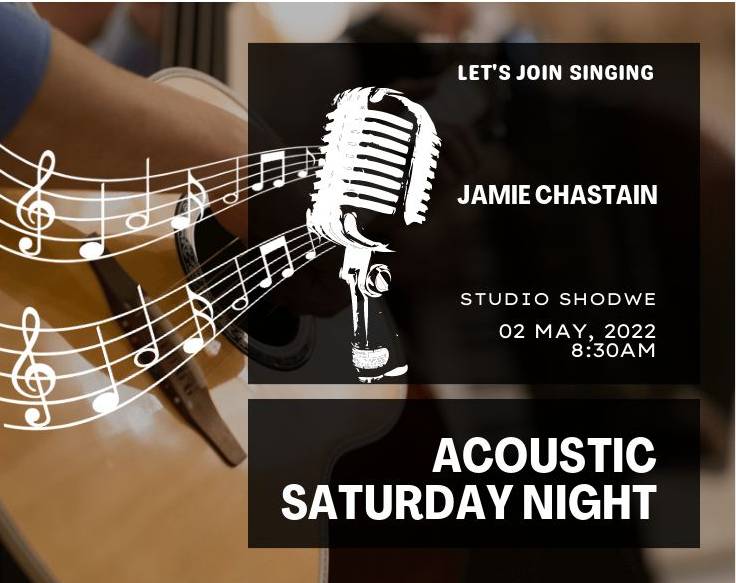 LET'S JOIN SINGING
JAMIE CHASTAIN
STUDIO SHODWE
02 MAY, 2022
8:30AM
ACOUSTIC
SATURDAY NIGHT